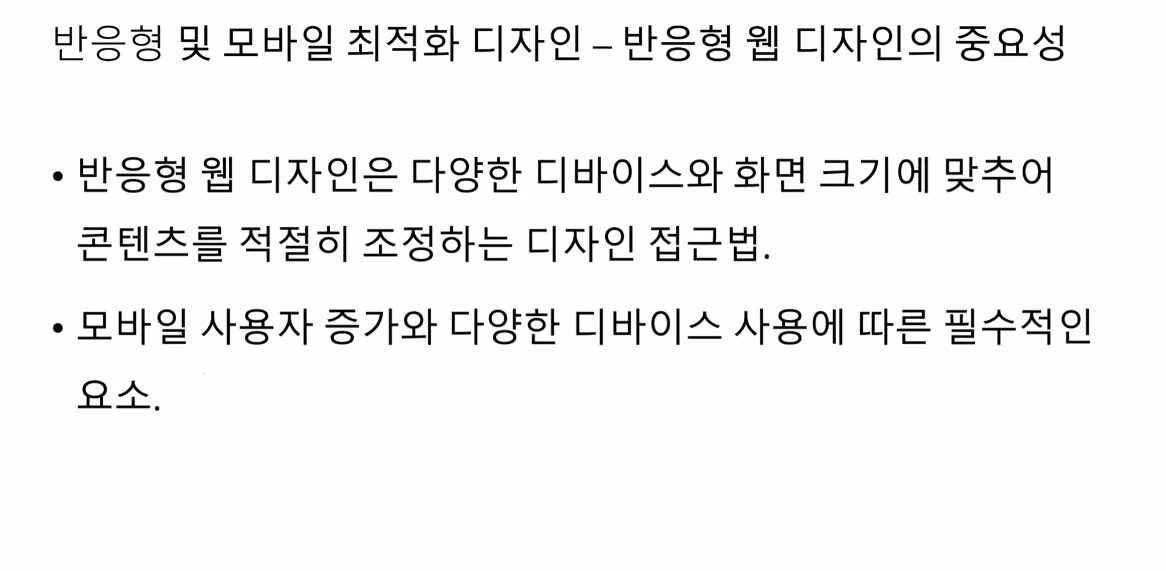 반응형 및 모바일 최적화 디자인 – 반응형 웹 디자인의 중요성
• 반응형 웹 디자인은 다양한 디바이스와 화면 크기에 맞추어
콘텐츠를 적절히 조정하는 디자인 접근법.
• 모바일 사용자 증가와 다양한 디바이스 사용에 따른 필수적인
요소.